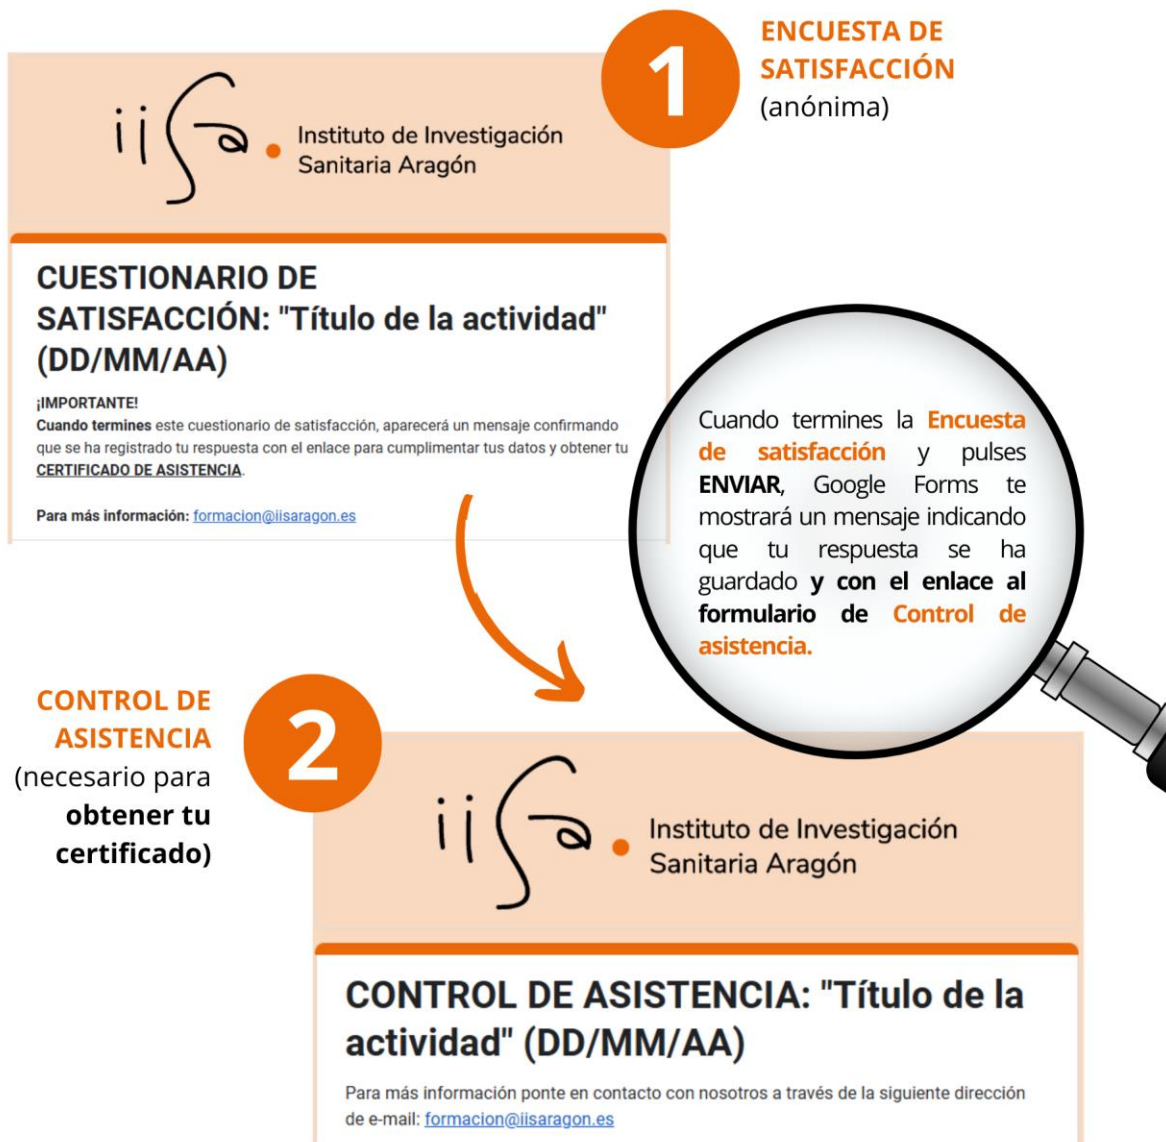 1
ENCUESTA DE
SATISFACCIÓN
(anónima)
iisa.
Instituto de Investigación
Sanitaria Aragón
CUESTIONARIO DE
SATISFACCIÓN: "Título de la actividad"
(DD/MM/AA)
¡IMPORTANTE!
Cuando termines este cuestionario de satisfacción, aparecerá un mensaje confirmando
que se ha registrado tu respuesta con el enlace para cumplimentar tus datos y obtener tu
CERTIFICADO DE ASISTENCIA.
Para más información: formacion@iisaragon.es
Cuando termines la Encuesta
de satisfacción y pulses
ENVIAR, Google Forms te
mostrará un mensaje indicando
que tu respuesta se ha
guardado y con el enlace al
formulario de Control de
asistencia.
CONTROL DE
ASISTENCIA
(necesario para
obtener tu
certificado)
2
iisa.
Instituto de Investigación
Sanitaria Aragón
CONTROL DE ASISTENCIA: "Título de la
actividad" (DD/MM/AA)
Para más información ponte en contacto con nosotros a través de la siguiente dirección
de e-mail: formacion@iisaragon.es